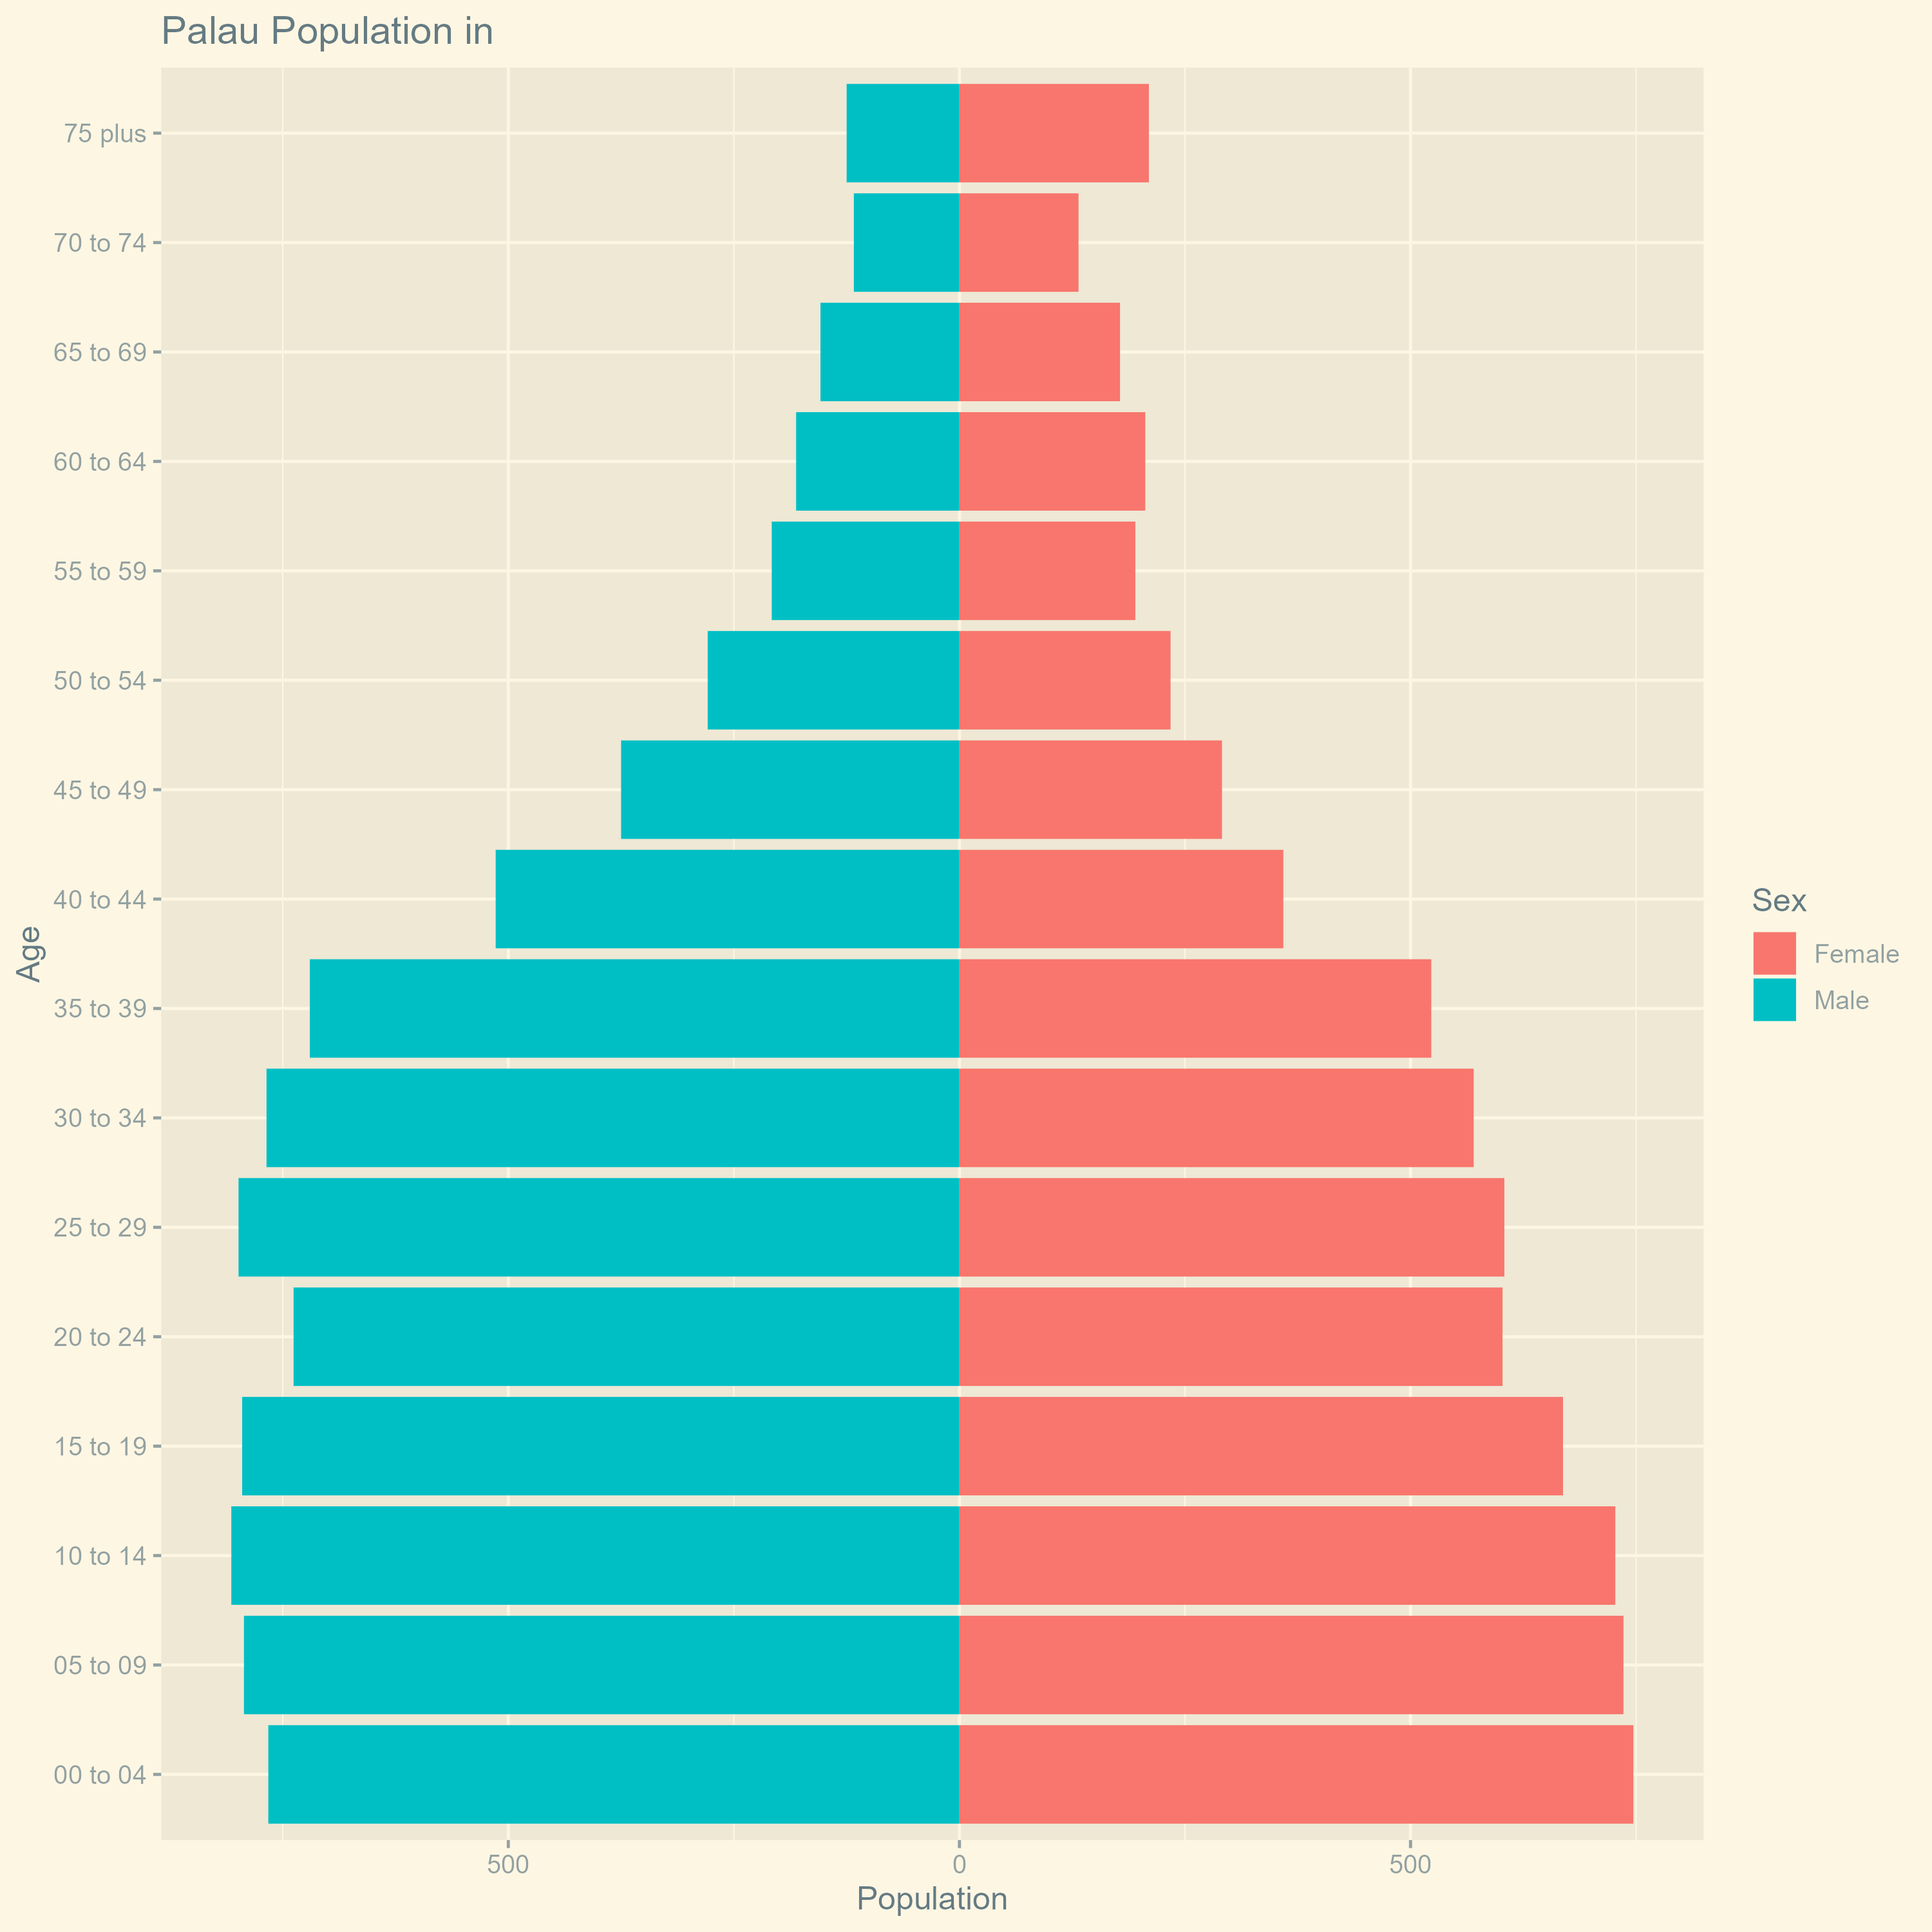 Palau Population in
75 plus
70 to 74
65 to 69
60 to 64
55 to 59
50 to 54
45 to 49
40 to 44
35 to 39
30 to 34
25 to 29
20 to 24
15 to 19
10 to 14
05 to 09
00 to 04
Age
500 0 500
Population
Sex
Female
Male